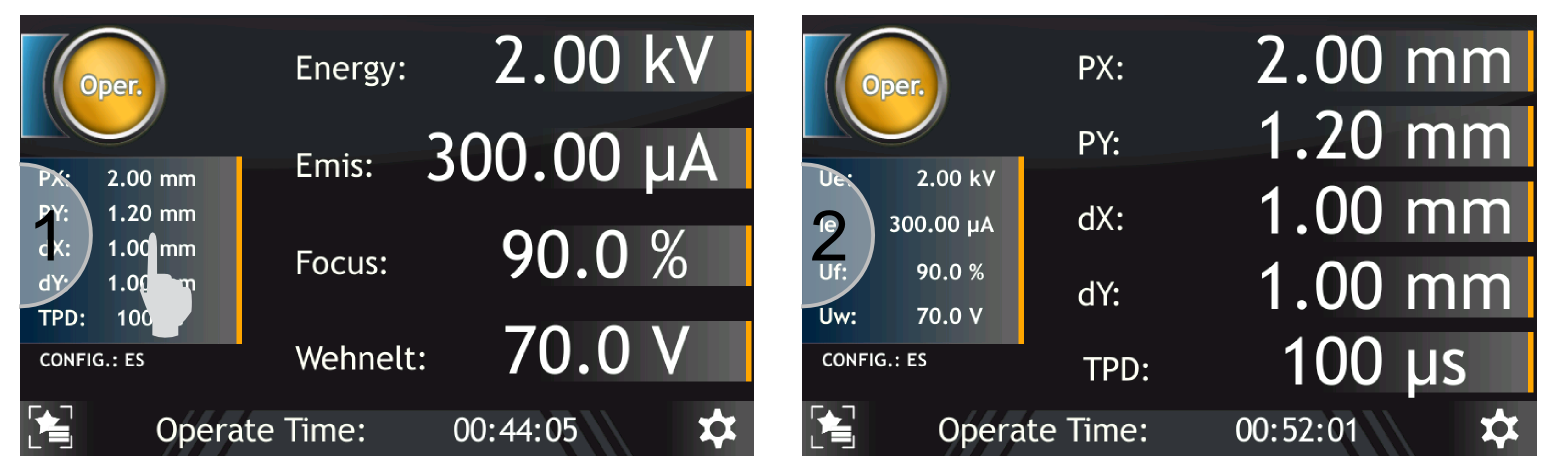 Oper.
Energy: 2.00 kV
Emis: 300.00 µA
Focus: 90.0 %
Wehnelt: 70.0 V
1
PX: 2.00 mm
PY: 1.20 mm
dX: 1.00 mm
dY: 1.00
TPD: 100
CONFIG.: ES
Operate Time: 00:44:05
Oper.
PX: 2.00 mm
PY: 1.20 mm
dX: 1.00 mm
dY: 1.00 mm
TPD: 100 µs
2
Ue: 2.00 kV
Ie: 300.00 µA
Uf: 90.0 %
Uw: 70.0 V
CONFIG.: ES
Operate Time: 00:52:01